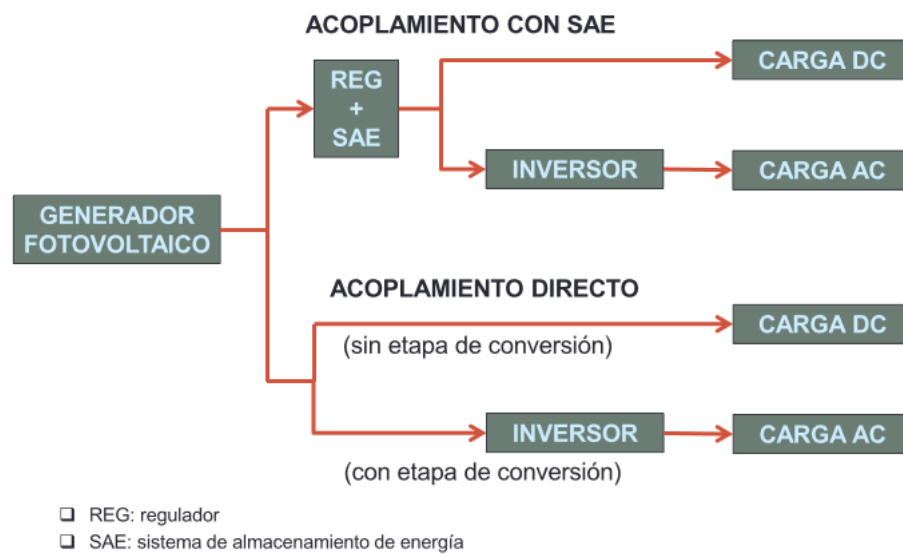 ACOPLAMIENTO CON SAE
REG
+
SAE
CARGA DC
INVERSOR
CARGA AC
GENERADOR
FOTOVOLTAICO
ACOPLAMIENTO DIRECTO
CARGA DC
(sin etapa de conversión)
INVERSOR
CARGA AC
(con etapa de conversión)
REG: regulador
SAE: sistema de almacenamiento de energía